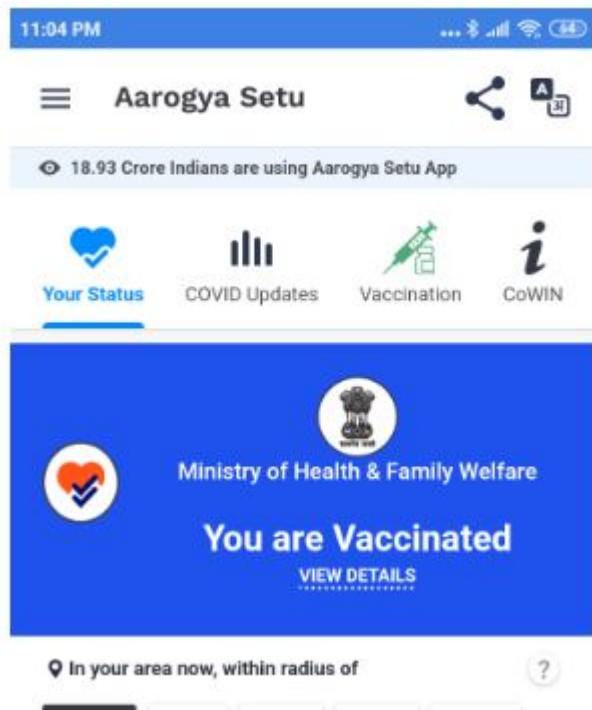 11:04 PM
64
Aarogya Setu
A
अ
18.93 Crore Indians are using Aarogya Setu App
Your Status
COVID Updates
Vaccination
CoWIN
Ministry of Health & Family Welfare
You are Vaccinated
VIEW DETAILS
In your area now, within radius of
?